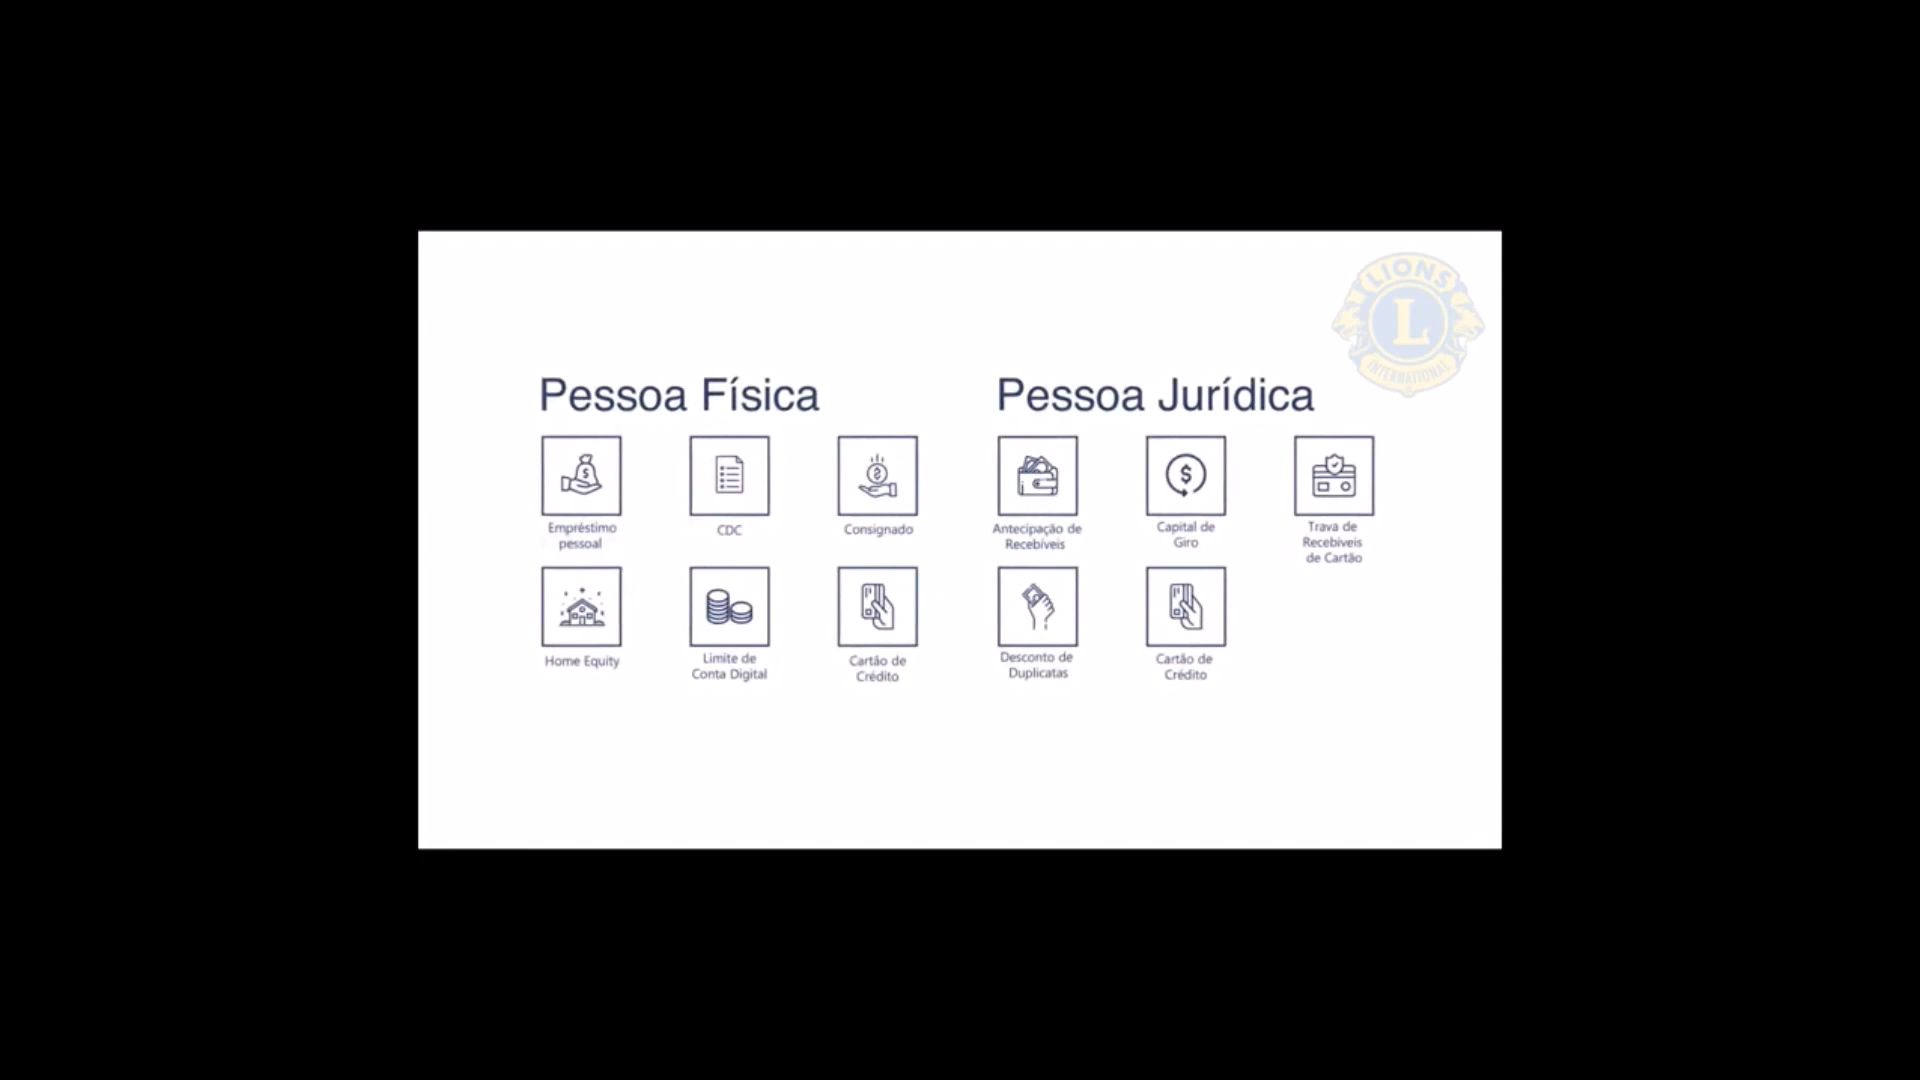 LIONS
L
INTERNATIONAL
Pessoa Física
Empréstimo
pessoal
CDC
Consignado
Home Equity
Limite de
Conta Digital
Cartão de
Crédito
Pessoa Jurídica
Antecipação de
Recebíveis
Capital de
Giro
Trava de
Recebíveis
de Cartão
Desconto de
Duplicatas
Cartão de
Crédito